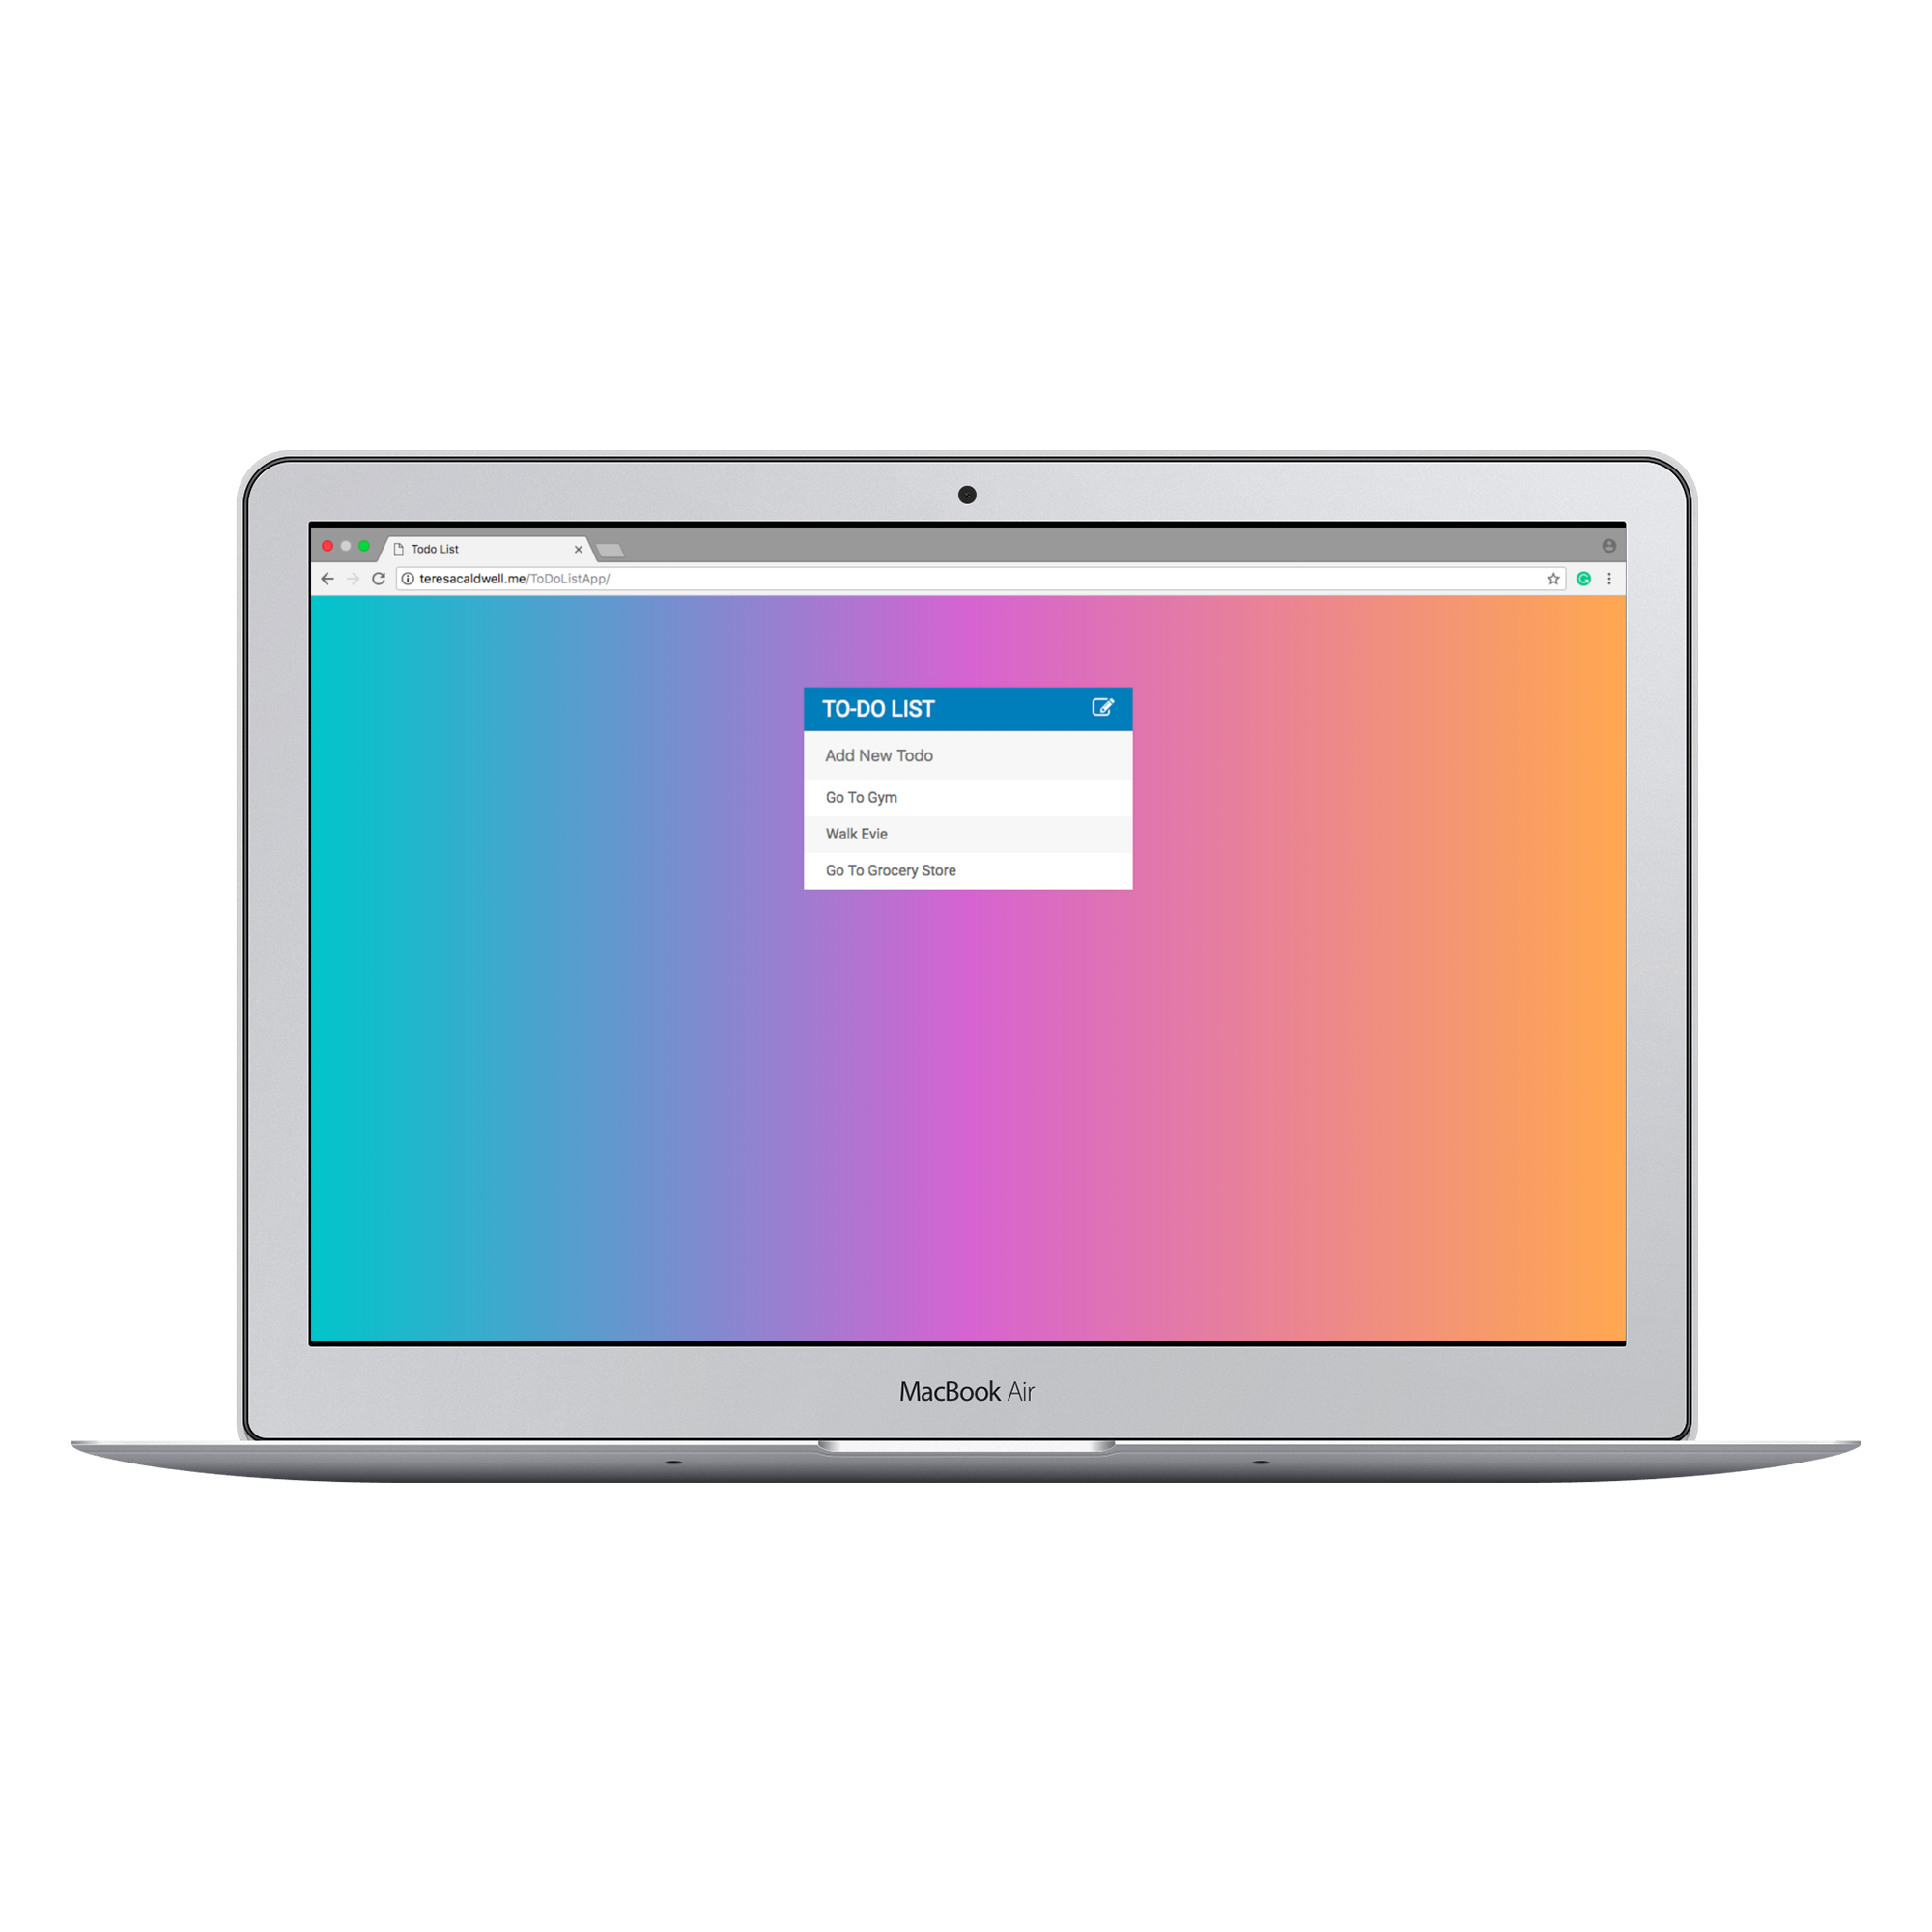 Todo List
teresacaldwell.me/ToDoListApp/
TO-DO LIST
Add New Todo
Go To Gym
Walk Evie
Go To Grocery Store
MacBook Air